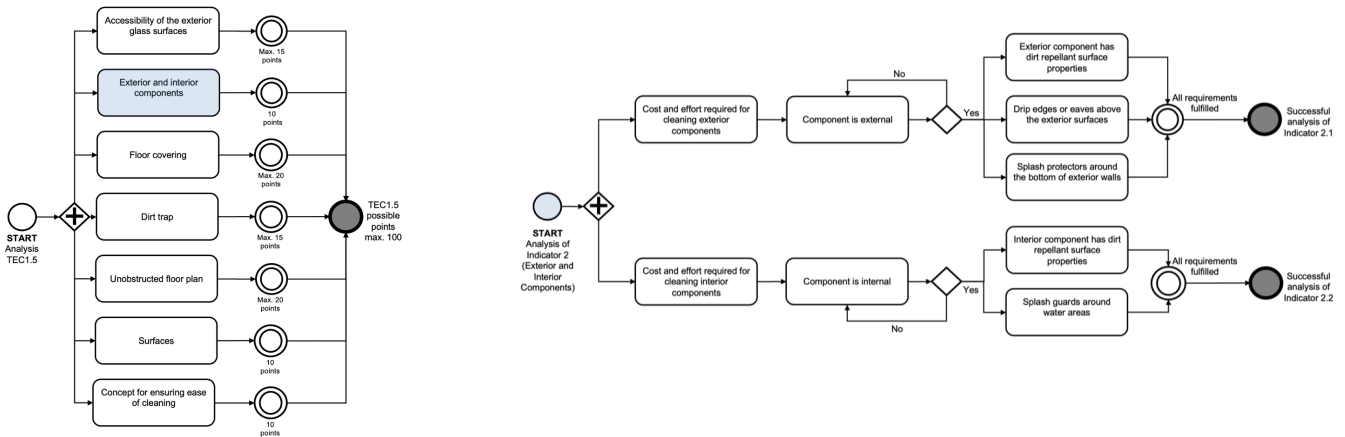 Accessibility of the exterior
glass surfaces
Max. 15
points
Exterior and interior
components
10
points
Floor covering
Max. 20
points
START
Analysis
TEC1.5
Dirt trap
Max. 15
points
TEC1.5
possible
points
max. 100
Unobstructed floor plan
Max. 20
points
Surfaces
10
points
Concept for ensuring ease
of cleaning
10
points
START
Analysis of
Indicator 2
(Exterior and
Interior
Components)
Cost and effort required for
cleaning exterior
components
Component is external
No
Yes
Exterior component has
dirt repellant surface
properties
Drip edges or eaves above
the exterior surfaces
Splash protectors around
the bottom of exterior walls
All requirements
fulfilled
Successful
analysis of
Indicator 2.1
Cost and effort required for
cleaning interior
components
Component is internal
No
Yes
Interior component has dirt
repellant surface
properties
Splash guards around
water areas
All requirements
fulfilled
Successful
analysis of
Indicator 2.2